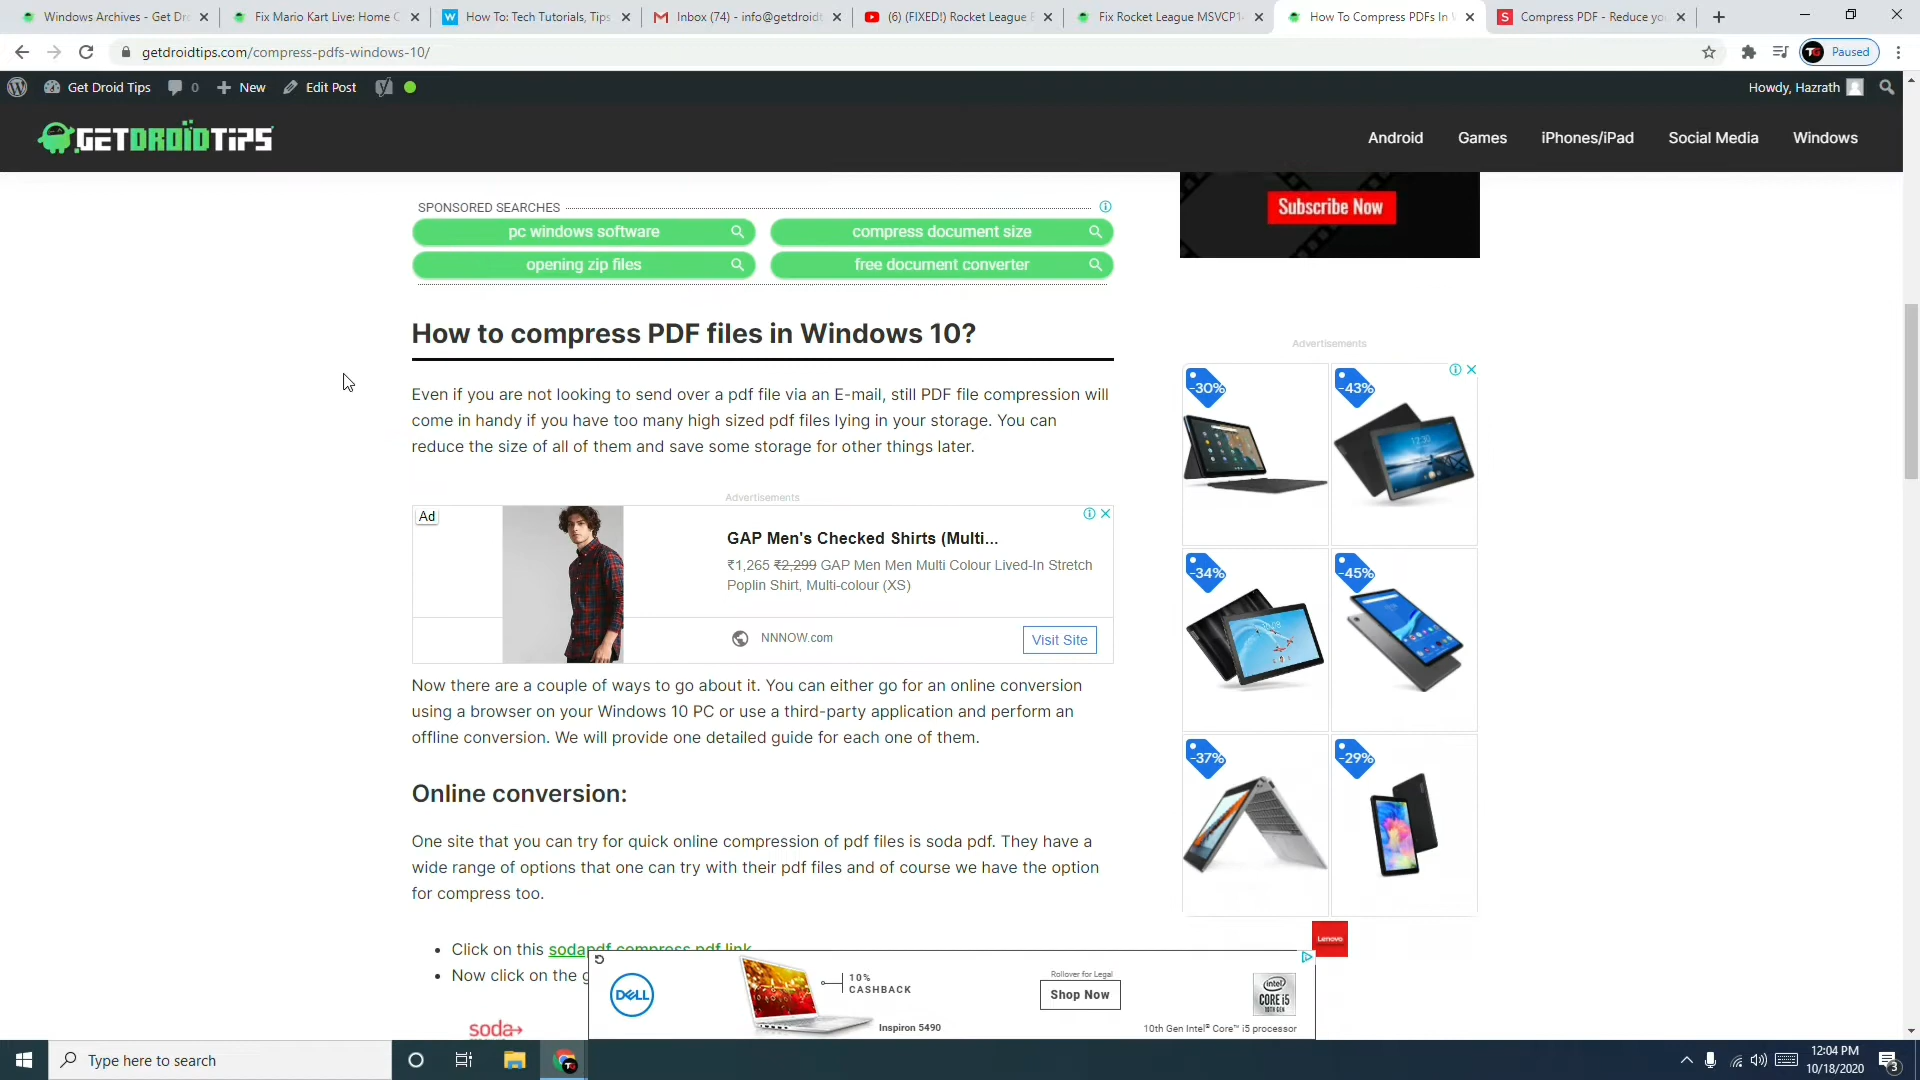 Windows Archives - Get Dr
Fix Mario Kart Live: Home C
How To: Tech Tutorials, Tips
Inbox (74) - info@getdroidt
(6) (FIXED!) Rocket League E
Fix Rocket League MSVCP1
How To Compress PDFs In
Compress PDF - Reduce yo
getdroidtips.com/compress-pdfs-windows-10/
Paused
Get Droid Tips
0
New
Edit Post
Howdy, Hazrath
GETDROIDTIPS
Android
Games
iPhones/iPad
Social Media
Windows
SPONSORED SEARCHES
pc windows software
compress document size
opening zip files
free document converter
Subscribe Now
How to compress PDF files in Windows 10?
Even if you are not looking to send over a pdf file via an E-mail, still PDF file compression will
come in handy if you have too many high sized pdf files lying in your storage. You can
reduce the size of all of them and save some storage for other things later.
Advertisements
Ad
GAP Men's Checked Shirts (Multi...
₹1,265 ₹2,299 GAP Men Men Multi Colour Lived-In Stretch
Poplin Shirt, Multi-colour (XS)
NNNOW.com
Visit Site
Now there are a couple of ways to go about it. You can either go for an online conversion
using a browser on your Windows 10 PC or use a third-party application and perform an
offline conversion. We will provide one detailed guide for each one of them.
Online conversion:
One site that you can try for quick online compression of pdf files is soda pdf. They have a
wide range of options that one can try with their pdf files and of course we have the option
for compress too.
Click on this sodapdf compress pdf link
Now click on the g
soda
Advertisements
-30%
-43%
-34%
-45%
-37%
-29%
Lenovo
DELL
10%
CASHBACK
Inspiron 5490
Rollover for Legal
Shop Now
intel
CORE i5
10TH GEN
10th Gen Intel® Core™ i5 processor
Type here to search
12:04 PM
10/18/2020
3